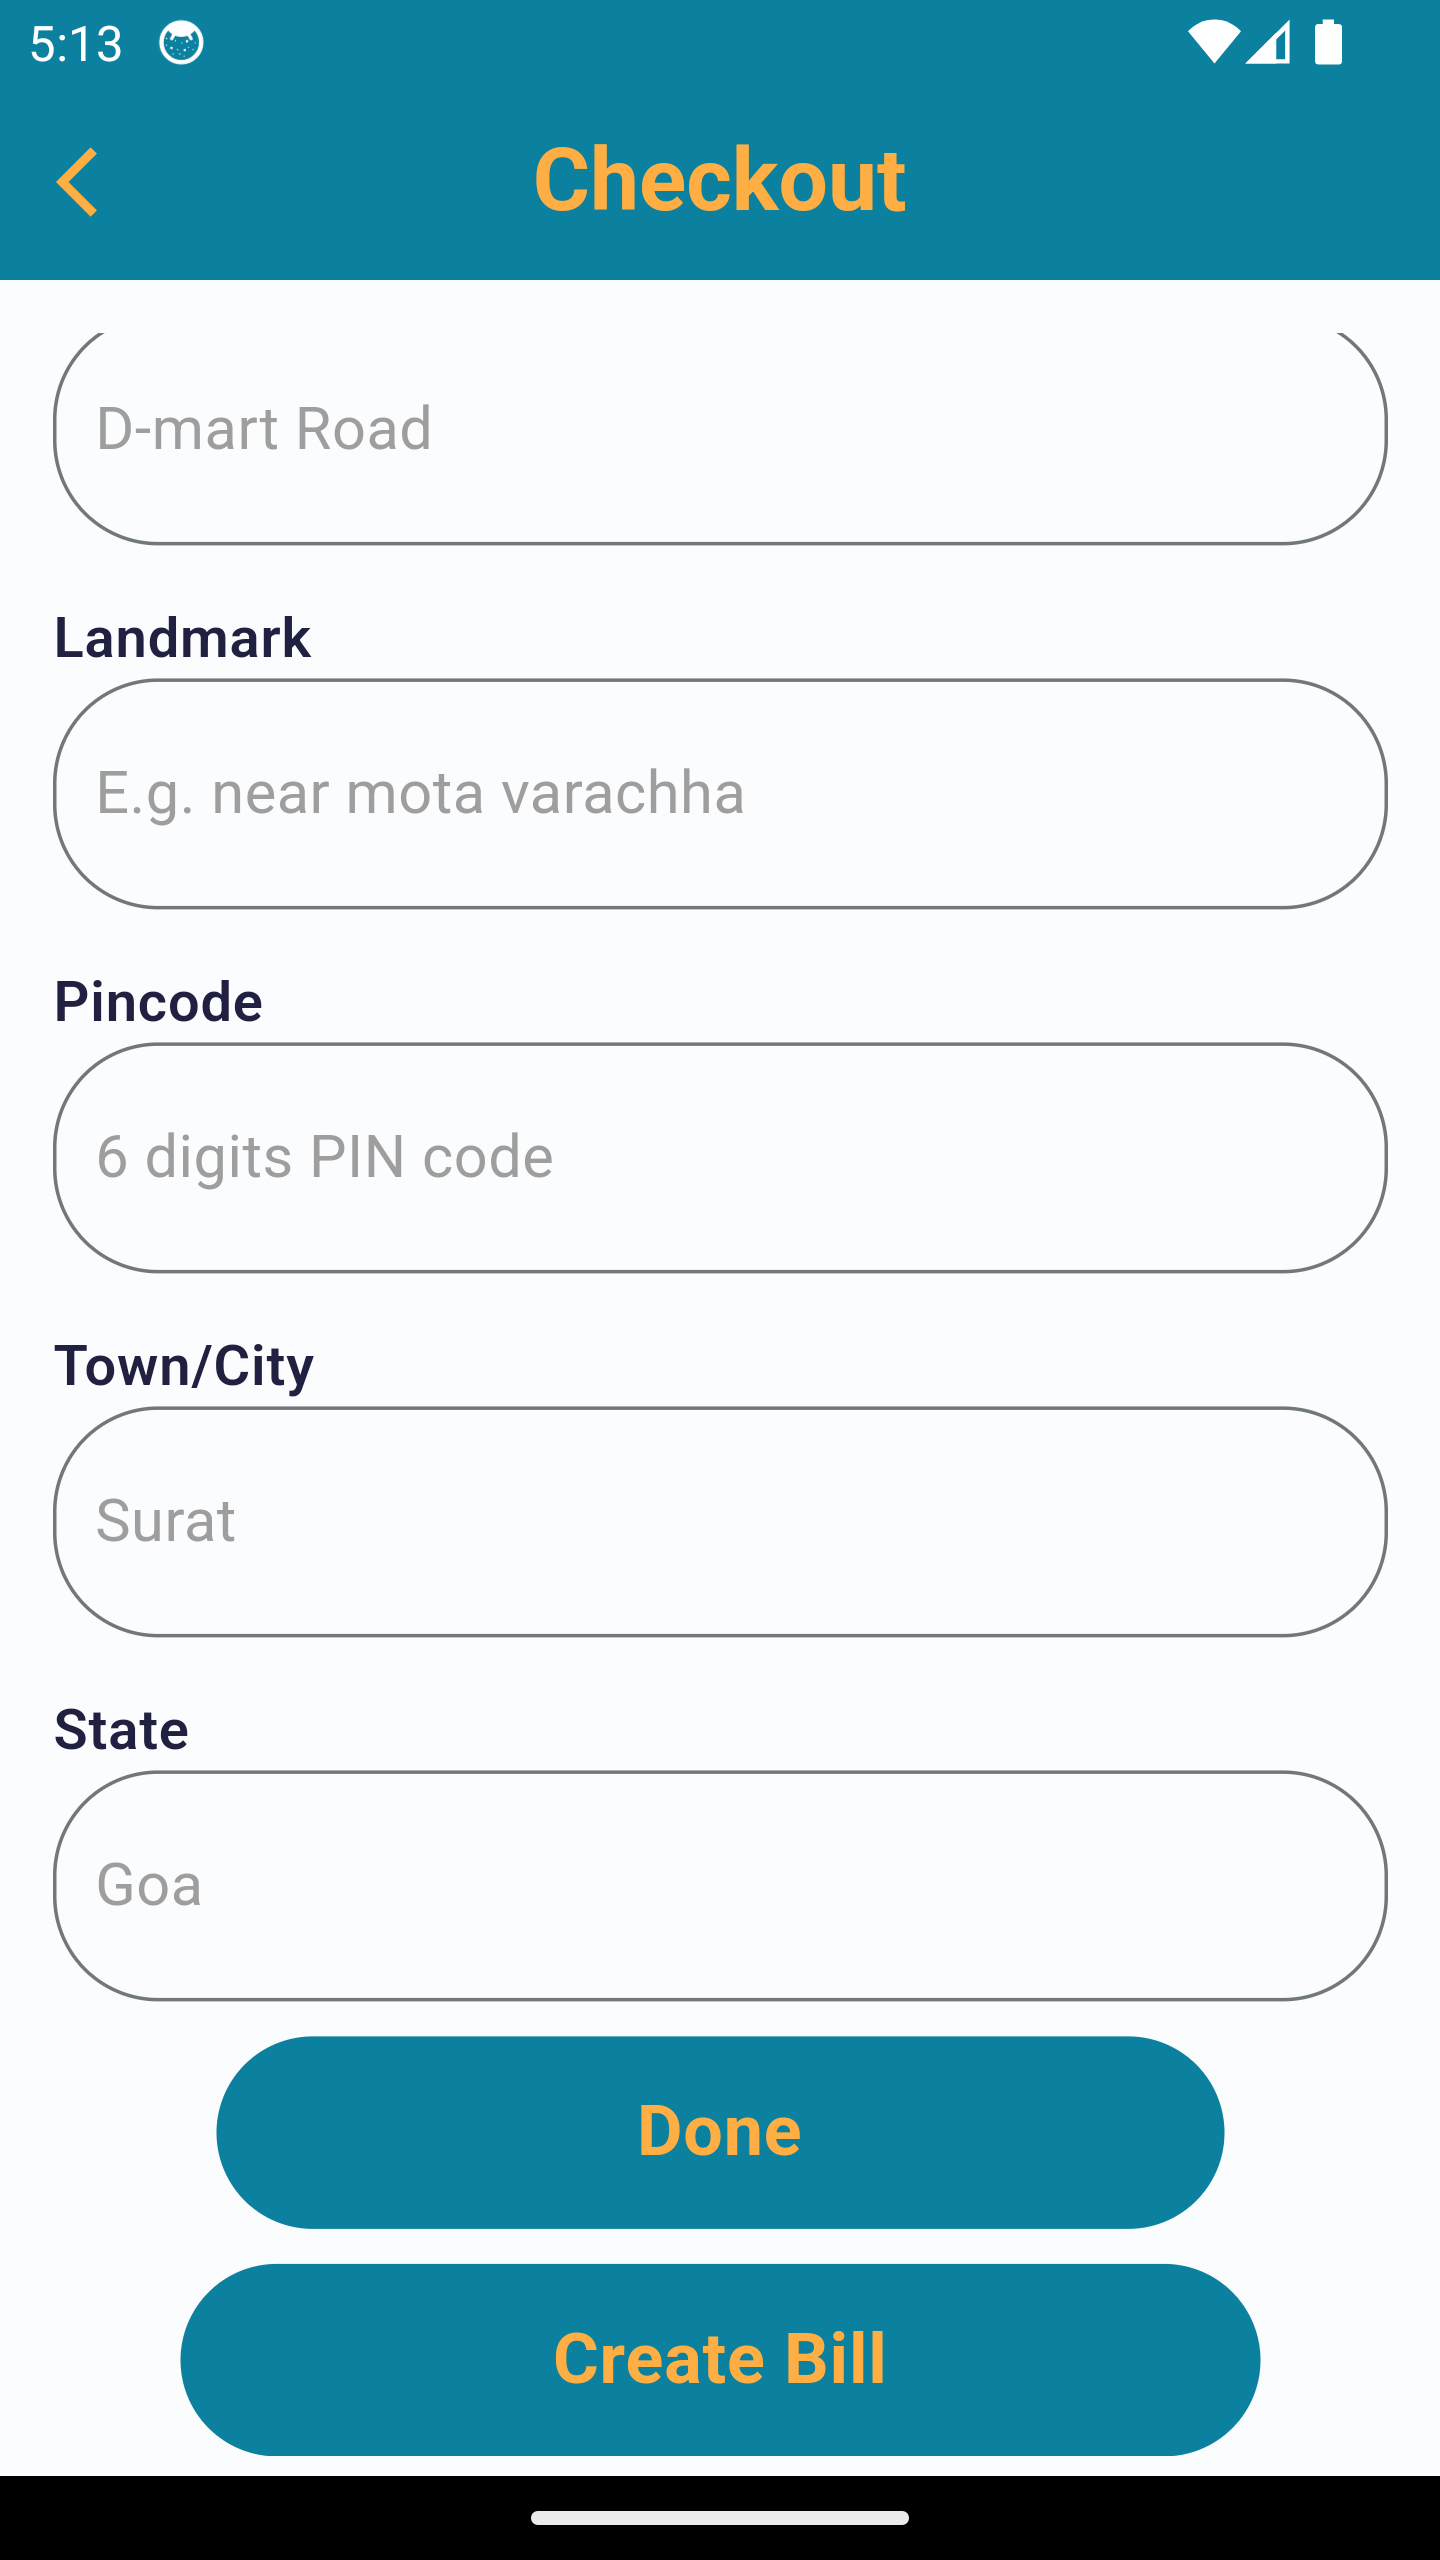 5:13
Checkout
D-mart Road
Landmark
E.g. near mota varachha
Pincode
6 digits PIN code
Town/City
Surat
State
Goa
Done
Create Bill